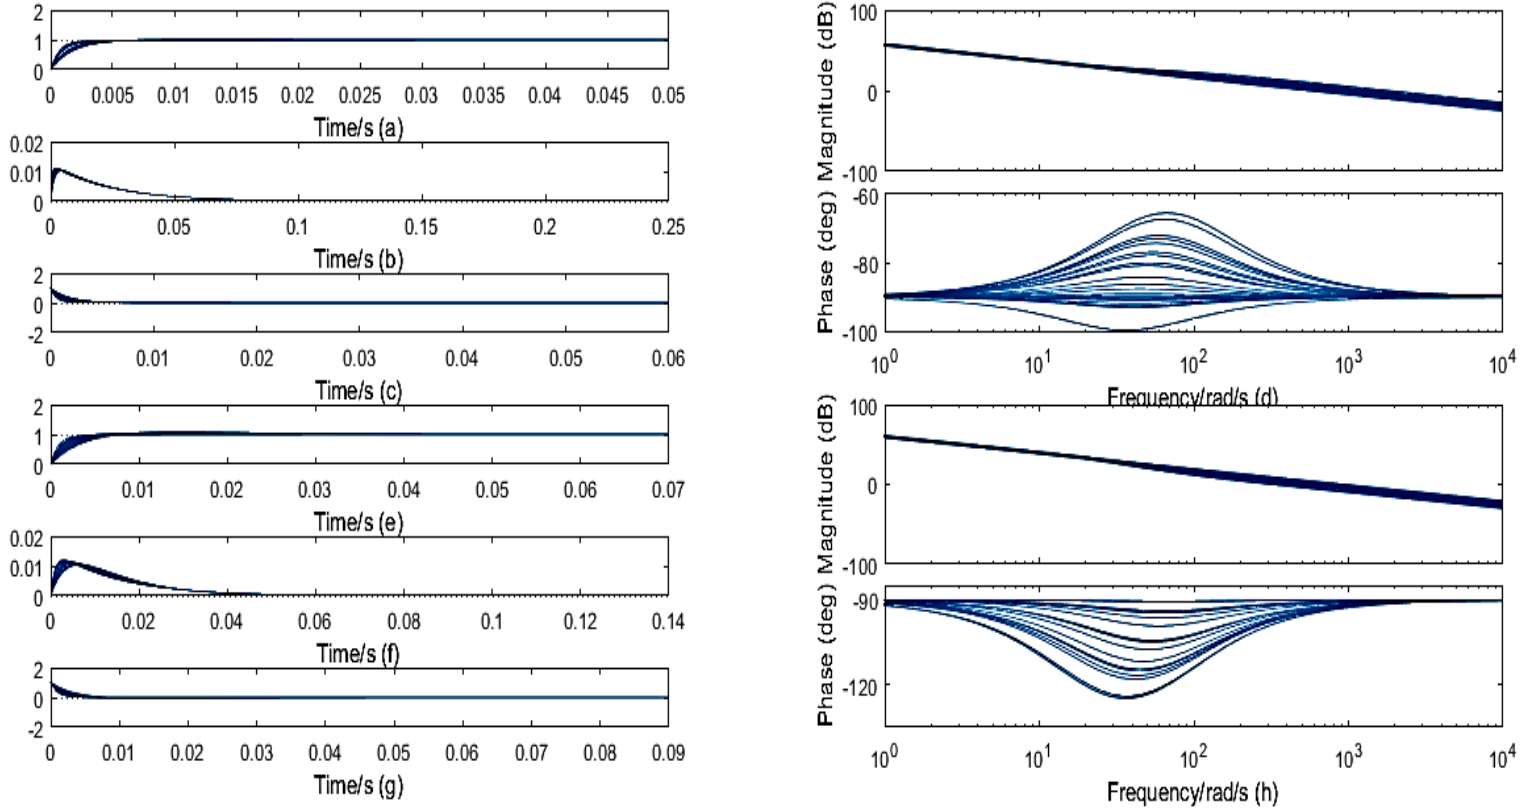 2
1
0
0 0.005 0.01 0.015 0.02 0.025 0.03 0.035 0.04 0.045 0.05
Time/s (a)
0.02
0.01
0
0 0.05 0.1 0.15 0.2 0.25
Time/s (b)
2
0
-2
0 0.01 0.02 0.03 0.04 0.05 0.06
Time/s (c)
2
1
0
0 0.01 0.02 0.03 0.04 0.05 0.06 0.07
Time/s (e)
0.02
0.01
0
0 0.02 0.04 0.06 0.08 0.1 0.12 0.14
Time/s (f)
2
0
-2
0 0.01 0.02 0.03 0.04 0.05 0.06 0.07 0.08 0.09
Time/s (g)
Magnitude (dB)
100
0
-100
Phase (deg)
-60
-80
-100
10^0 10^1 10^2 10^3 10^4
Frequency/rad/s (d)
Magnitude (dB)
100
0
-100
Phase (deg)
-90
-120
10^0 10^1 10^2 10^3 10^4
Frequency/rad/s (h)